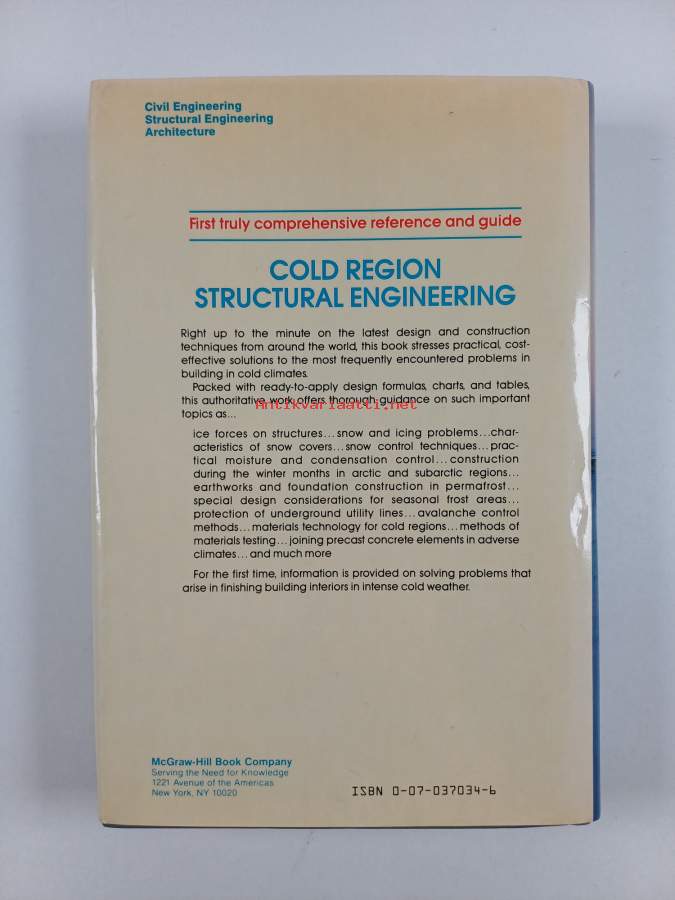 Civil Engineering
Structural Engineering
Architecture
First truly comprehensive reference and guide
COLD REGION
STRUCTURAL ENGINEERING
Right up to the minute on the latest design and construction
techniques from around the world, this book stresses practical, cost-
effective solutions to the most frequently encountered problems in
building in cold climates.
Packed with ready-to-apply design formulas, charts, and tables,
this authoritative work offers thorough guidance on such important
Antikvariaatti.net
topics as...
ice forces on structures...snow and icing problems...char-
acteristics of snow covers...snow control techniques...prac-
tical moisture and condensation control...construction
during the winter months in arctic and subarctic regions...
earthworks and foundation construction in permafrost...
special design considerations for seasonal frost areas...
protection of underground utility lines...avalanche control
methods...materials technology for cold regions...methods of
materials testing...joining precast concrete elements in adverse
climates...and much more
For the first time, information is provided on solving problems that
arise in finishing building interiors in intense cold weather.
McGraw-Hill Book Company
Serving the Need for Knowledge
1221 Avenue of the Americas
New York, NY 10020
ISBN 0-07-037034-6